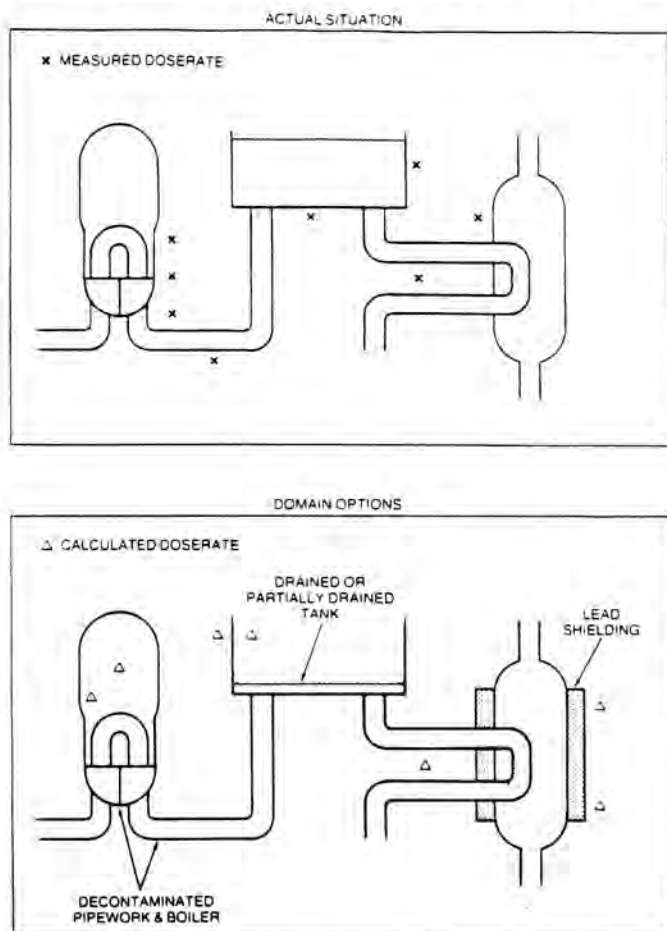 ACTUAL SITUATION
x MEASURED DOSERATE
DOMAIN OPTIONS
△ CALCULATED DOSERATE
DRAINED OR
PARTIALLY DRAINED
TANK
LEAD
SHIELDING
DECONTAMINATED
PIPEWORK & BOILER